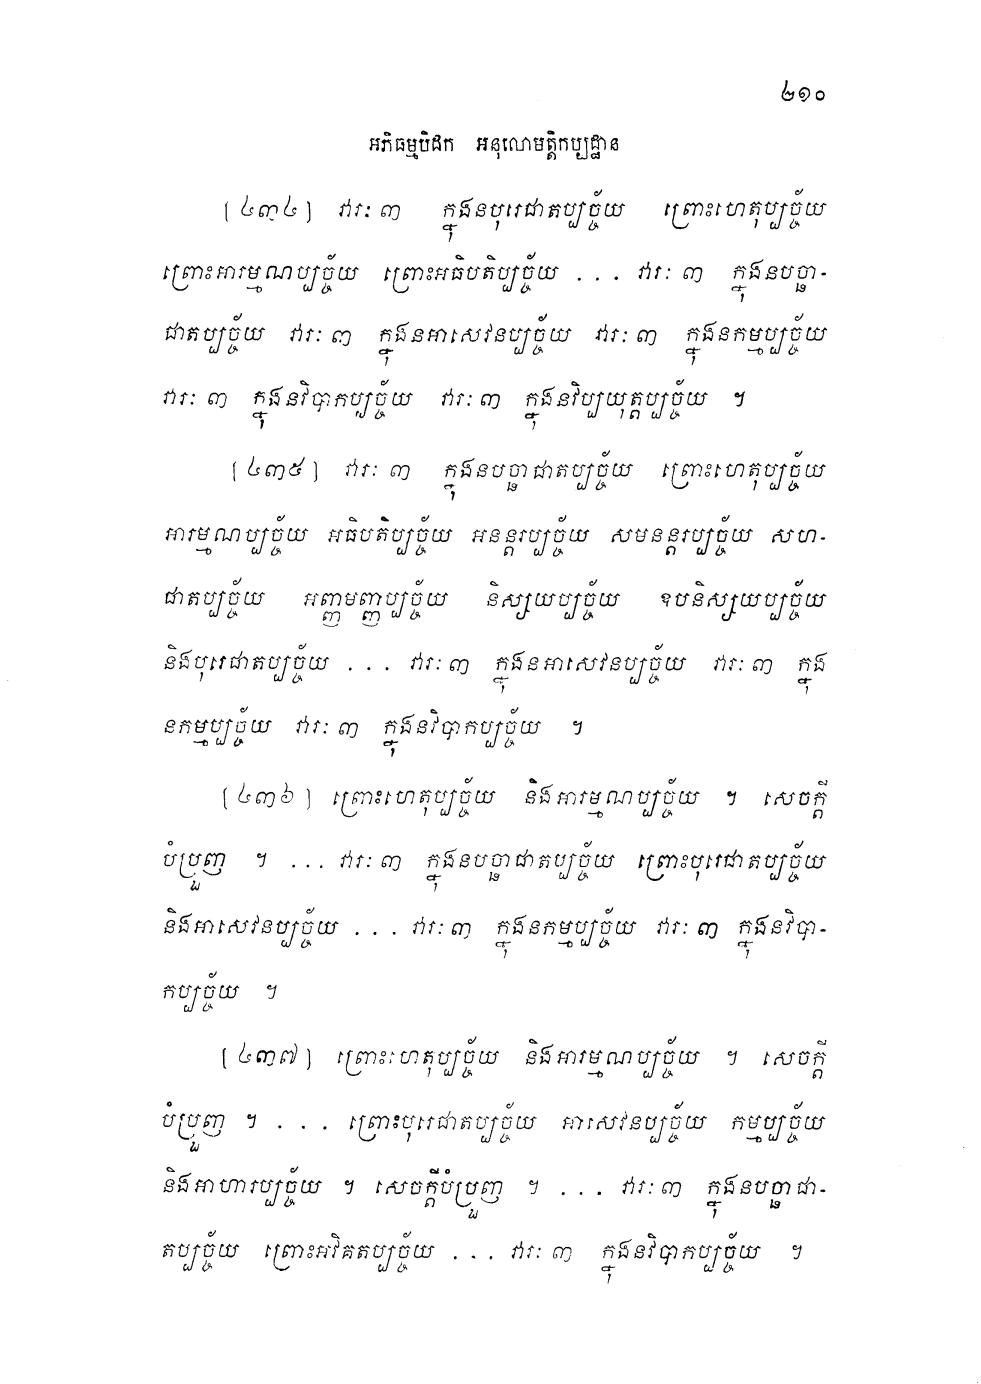 ២១០
អភិធម្មបិដក អនុលោមត្តិកប្បដ្ឋាន
[៤៣៤] វារៈ ៣ ក្នុងនបុរេជាតប្បច្ច័យ ព្រោះហេតុប្បច្ច័យ
ព្រោះអារម្មណប្បច្ច័យ ព្រោះអធិបតិប្បច្ច័យ . . . វារៈ ៣ ក្នុងនបច្ឆា-
ជាតប្បច្ច័យ វារៈ ៣ ក្នុងនអាសេវនប្បច្ច័យ វារៈ ៣ ក្នុងនកម្មប្បច្ច័យ
វារៈ ៣ ក្នុងនវិបាកប្បច្ច័យ វារៈ ៣ ក្នុងនវិប្បយុត្តប្បច្ច័យ ។
[៤៣៥] វារៈ ៣ ក្នុងនបច្ឆាជាតប្បច្ច័យ ព្រោះហេតុប្បច្ច័យ
អារម្មណប្បច្ច័យ អធិបតិប្បច្ច័យ អនន្តរប្បច្ច័យ សមនន្តរប្បច្ច័យ សហ-
ជាតប្បច្ច័យ អញ្ញមញ្ញប្បច្ច័យ និស្សយប្បច្ច័យ ឧបនិស្សយប្បច្ច័យ
និងបុរេជាតប្បច្ច័យ . . . វារៈ ៣ ក្នុងនអាសេវនប្បច្ច័យ វារៈ ៣ ក្នុង
នកម្មប្បច្ច័យ វារៈ ៣ ក្នុងនវិបាកប្បច្ច័យ ។
[៤៣៦] ព្រោះហេតុប្បច្ច័យ និងអារម្មណប្បច្ច័យ ។ សេចក្តី
បំប្រួញ ។ . . . វារៈ ៣ ក្នុងនបច្ឆាជាតប្បច្ច័យ ព្រោះបុរេជាតប្បច្ច័យ
និងអាសេវនប្បច្ច័យ . . . វារៈ ៣ ក្នុងនកម្មប្បច្ច័យ វារៈ ៣ ក្នុងនវិបា-
កប្បច្ច័យ ។
[៤៣៧] ព្រោះហេតុប្បច្ច័យ និងអារម្មណប្បច្ច័យ ។ សេចក្តី
បំប្រួញ ។ . . . ព្រោះបុរេជាតប្បច្ច័យ អាសេវនប្បច្ច័យ កម្មប្បច្ច័យ
និងអាហារប្បច្ច័យ ។ សេចក្តីបំប្រួញ ។ . . . វារៈ ៣ ក្នុងនបច្ឆាជា-
តប្បច្ច័យ ព្រោះអវិគតប្បច្ច័យ . . . វារៈ ៣ ក្នុងនវិបាកប្បច្ច័យ ។